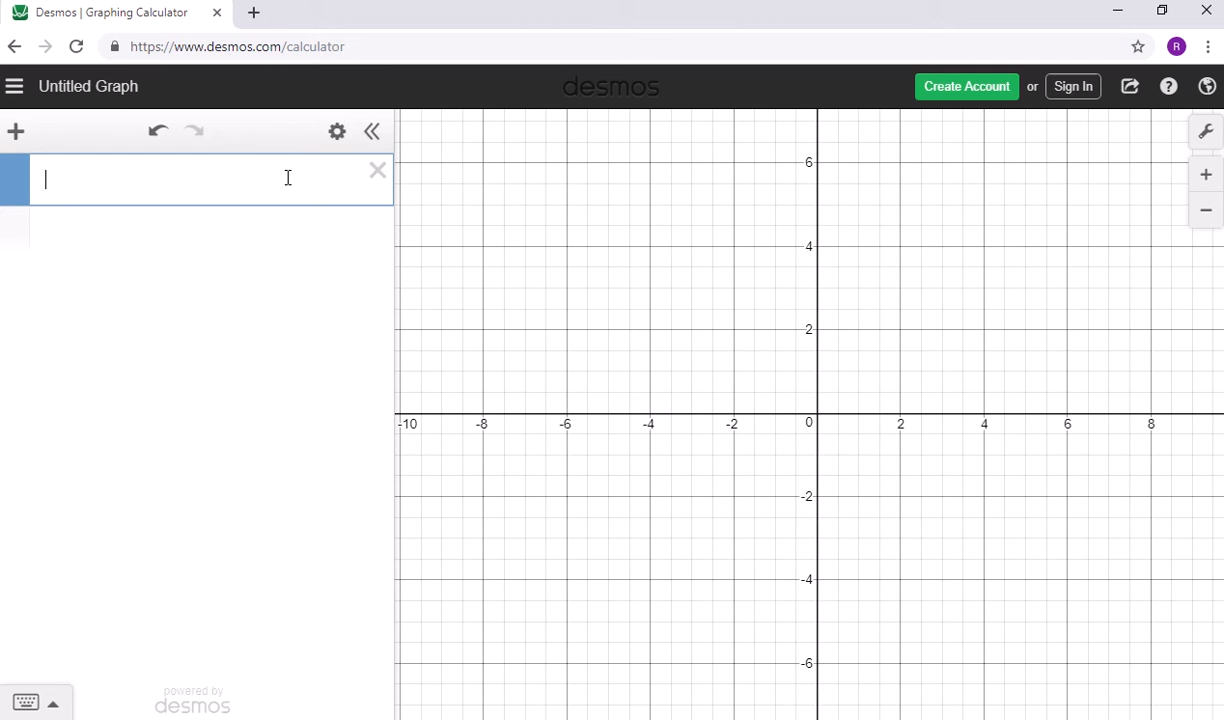 Desmos | Graphing Calculator
https://www.desmos.com/calculator
R
Untitled Graph
desmos
Create Account or Sign In
6
4
2
-10 -8 -6 -4 -2 0 2 4 6 8
-2
-4
-6
powered by
desmos